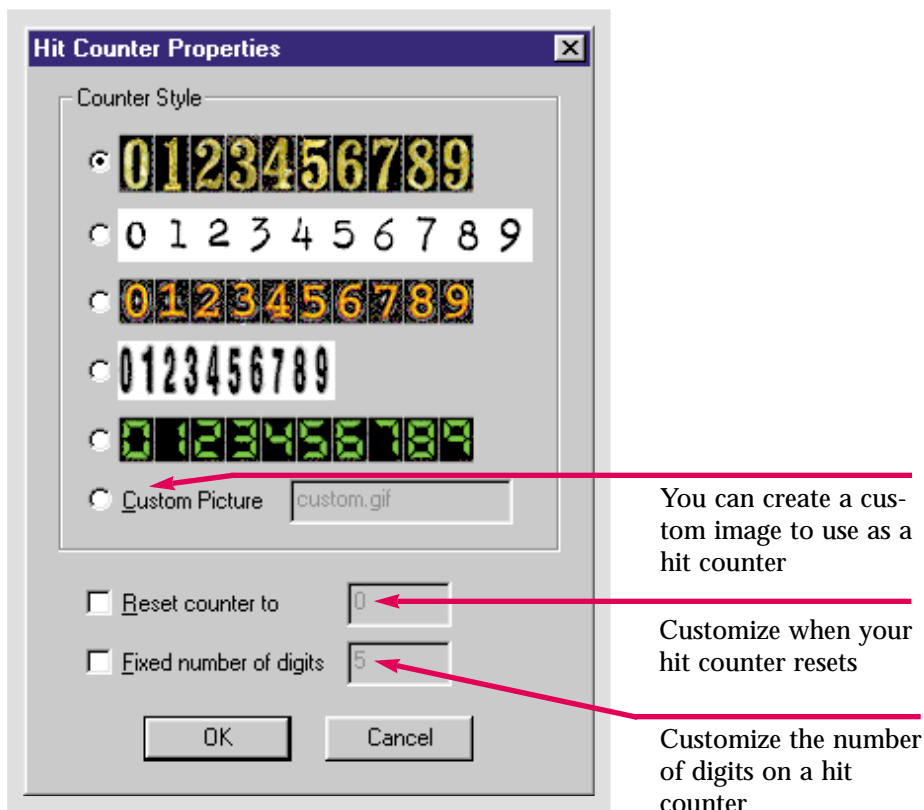 Hit Counter Properties
Counter Style
0123456789
0 1 2 3 4 5 6 7 8 9
0123456789
0123456789
0123456789
Custom Picture custom.gif
You can create a cus-
tom image to use as a
hit counter
Reset counter to 0
Customize when your
hit counter resets
Fixed number of digits 5
OK Cancel
Customize the number
of digits on a hit
counter